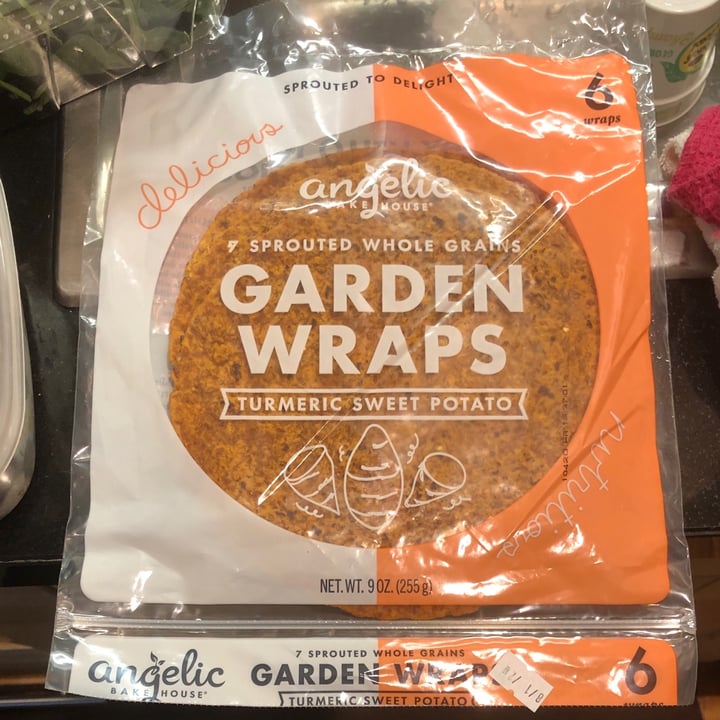 SPROUTED TO DELIGHT
6
wraps
delicious
angelic
BAKEHOUSE
7 SPROUTED WHOLE GRAINS
GARDEN
WRAPS
TURMERIC SWEET POTATO
nutritious
NET. WT. 9 OZ. (255 g)
7 SPROUTED WHOLE GRAINS
angelic
BAKEHOUSE
GARDEN WRAP
6
wraps
TURMERIC SWEET POTATO